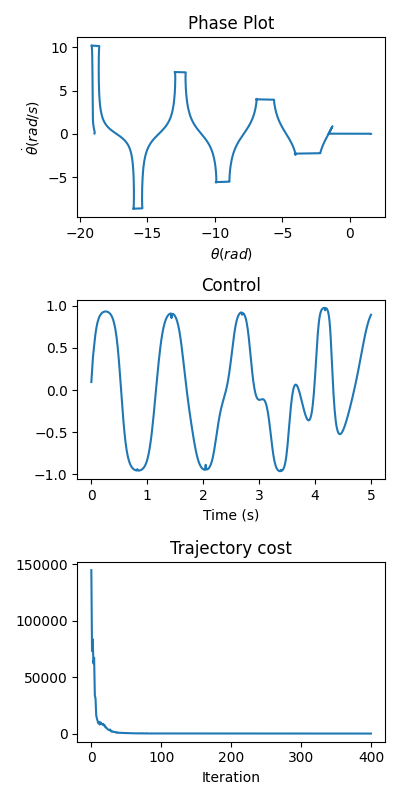 Phase Plot
10
5
0
−5
θ̇(rad/s)
−20 −15 −10 −5 0
θ(rad)
Control
1.0
0.5
0.0
−0.5
−1.0
0 1 2 3 4 5
Time (s)
Trajectory cost
150000
100000
50000
0
0 100 200 300 400
Iteration